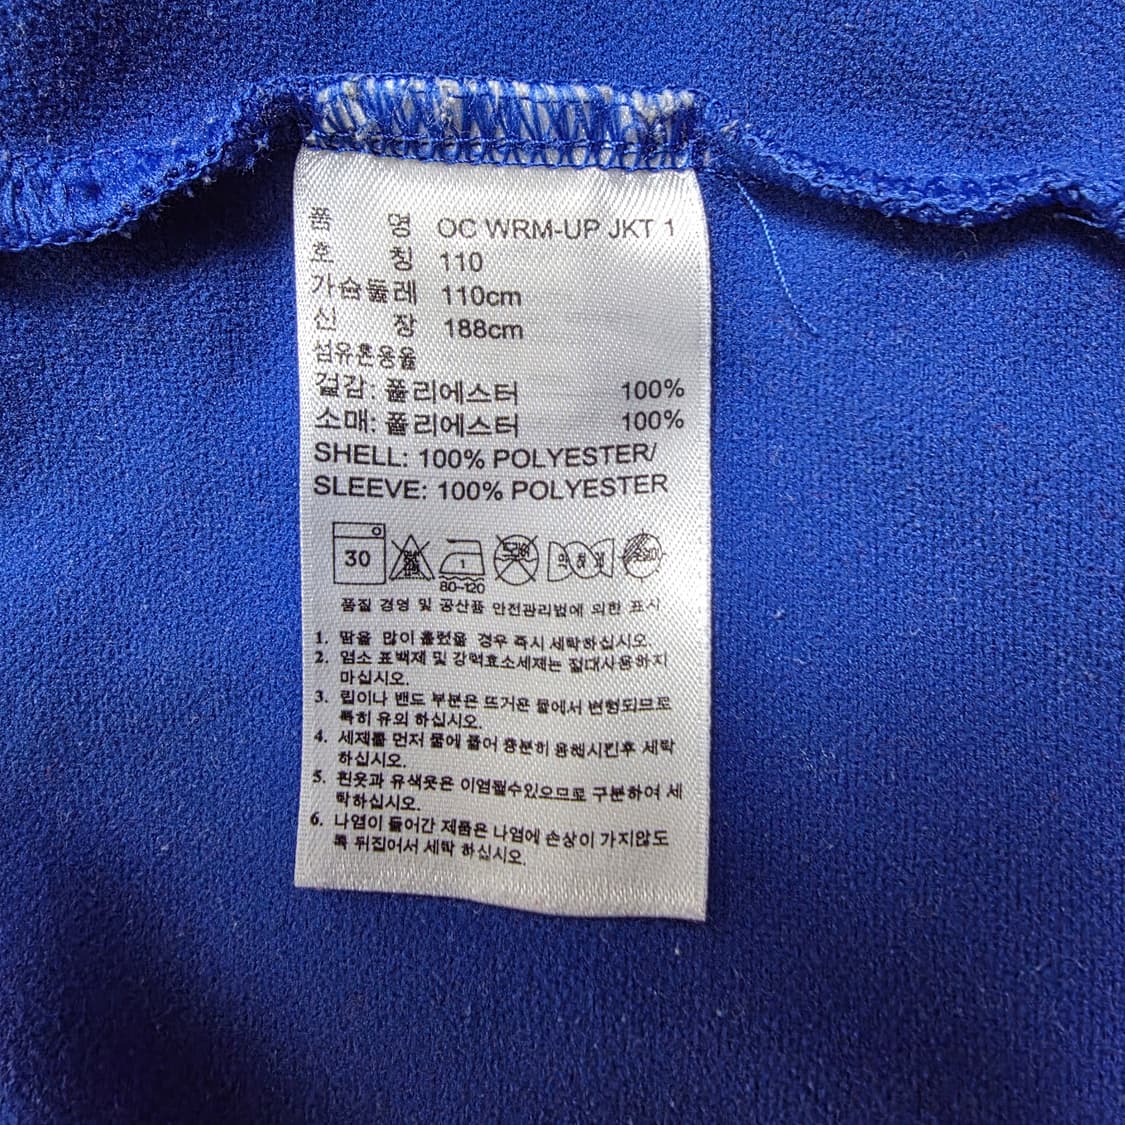 품 명 OC WRM-UP JKT 1
호 칭 110
가슴둘레 110cm
신 장 188cm
섬유혼용율
겉감: 폴리에스터 100%
소매: 폴리에스터 100%
SHELL: 100% POLYESTER/
SLEEVE: 100% POLYESTER
30
1
80~120
품질 경영 및 공산품 안전관리법에 의한 표시
1. 땀을 많이 흘렸을 경우 즉시 세탁하십시오.
2. 염소 표백제 및 강력효소세제는 절대사용하지
마십시오.
3. 립이나 밴드 부분은 뜨거운 물에서 변형되므로
특히 유의 하십시오.
4. 세제를 먼저 물에 풀어 충분히 용해시킨후 세탁
하십시오.
5. 흰옷과 유색옷은 이염될수있으므로 구분하여 세
탁하십시오.
6. 나염이 들어간 제품은 나염에 손상이 가지않도
록 뒤집어서 세탁 하십시오.